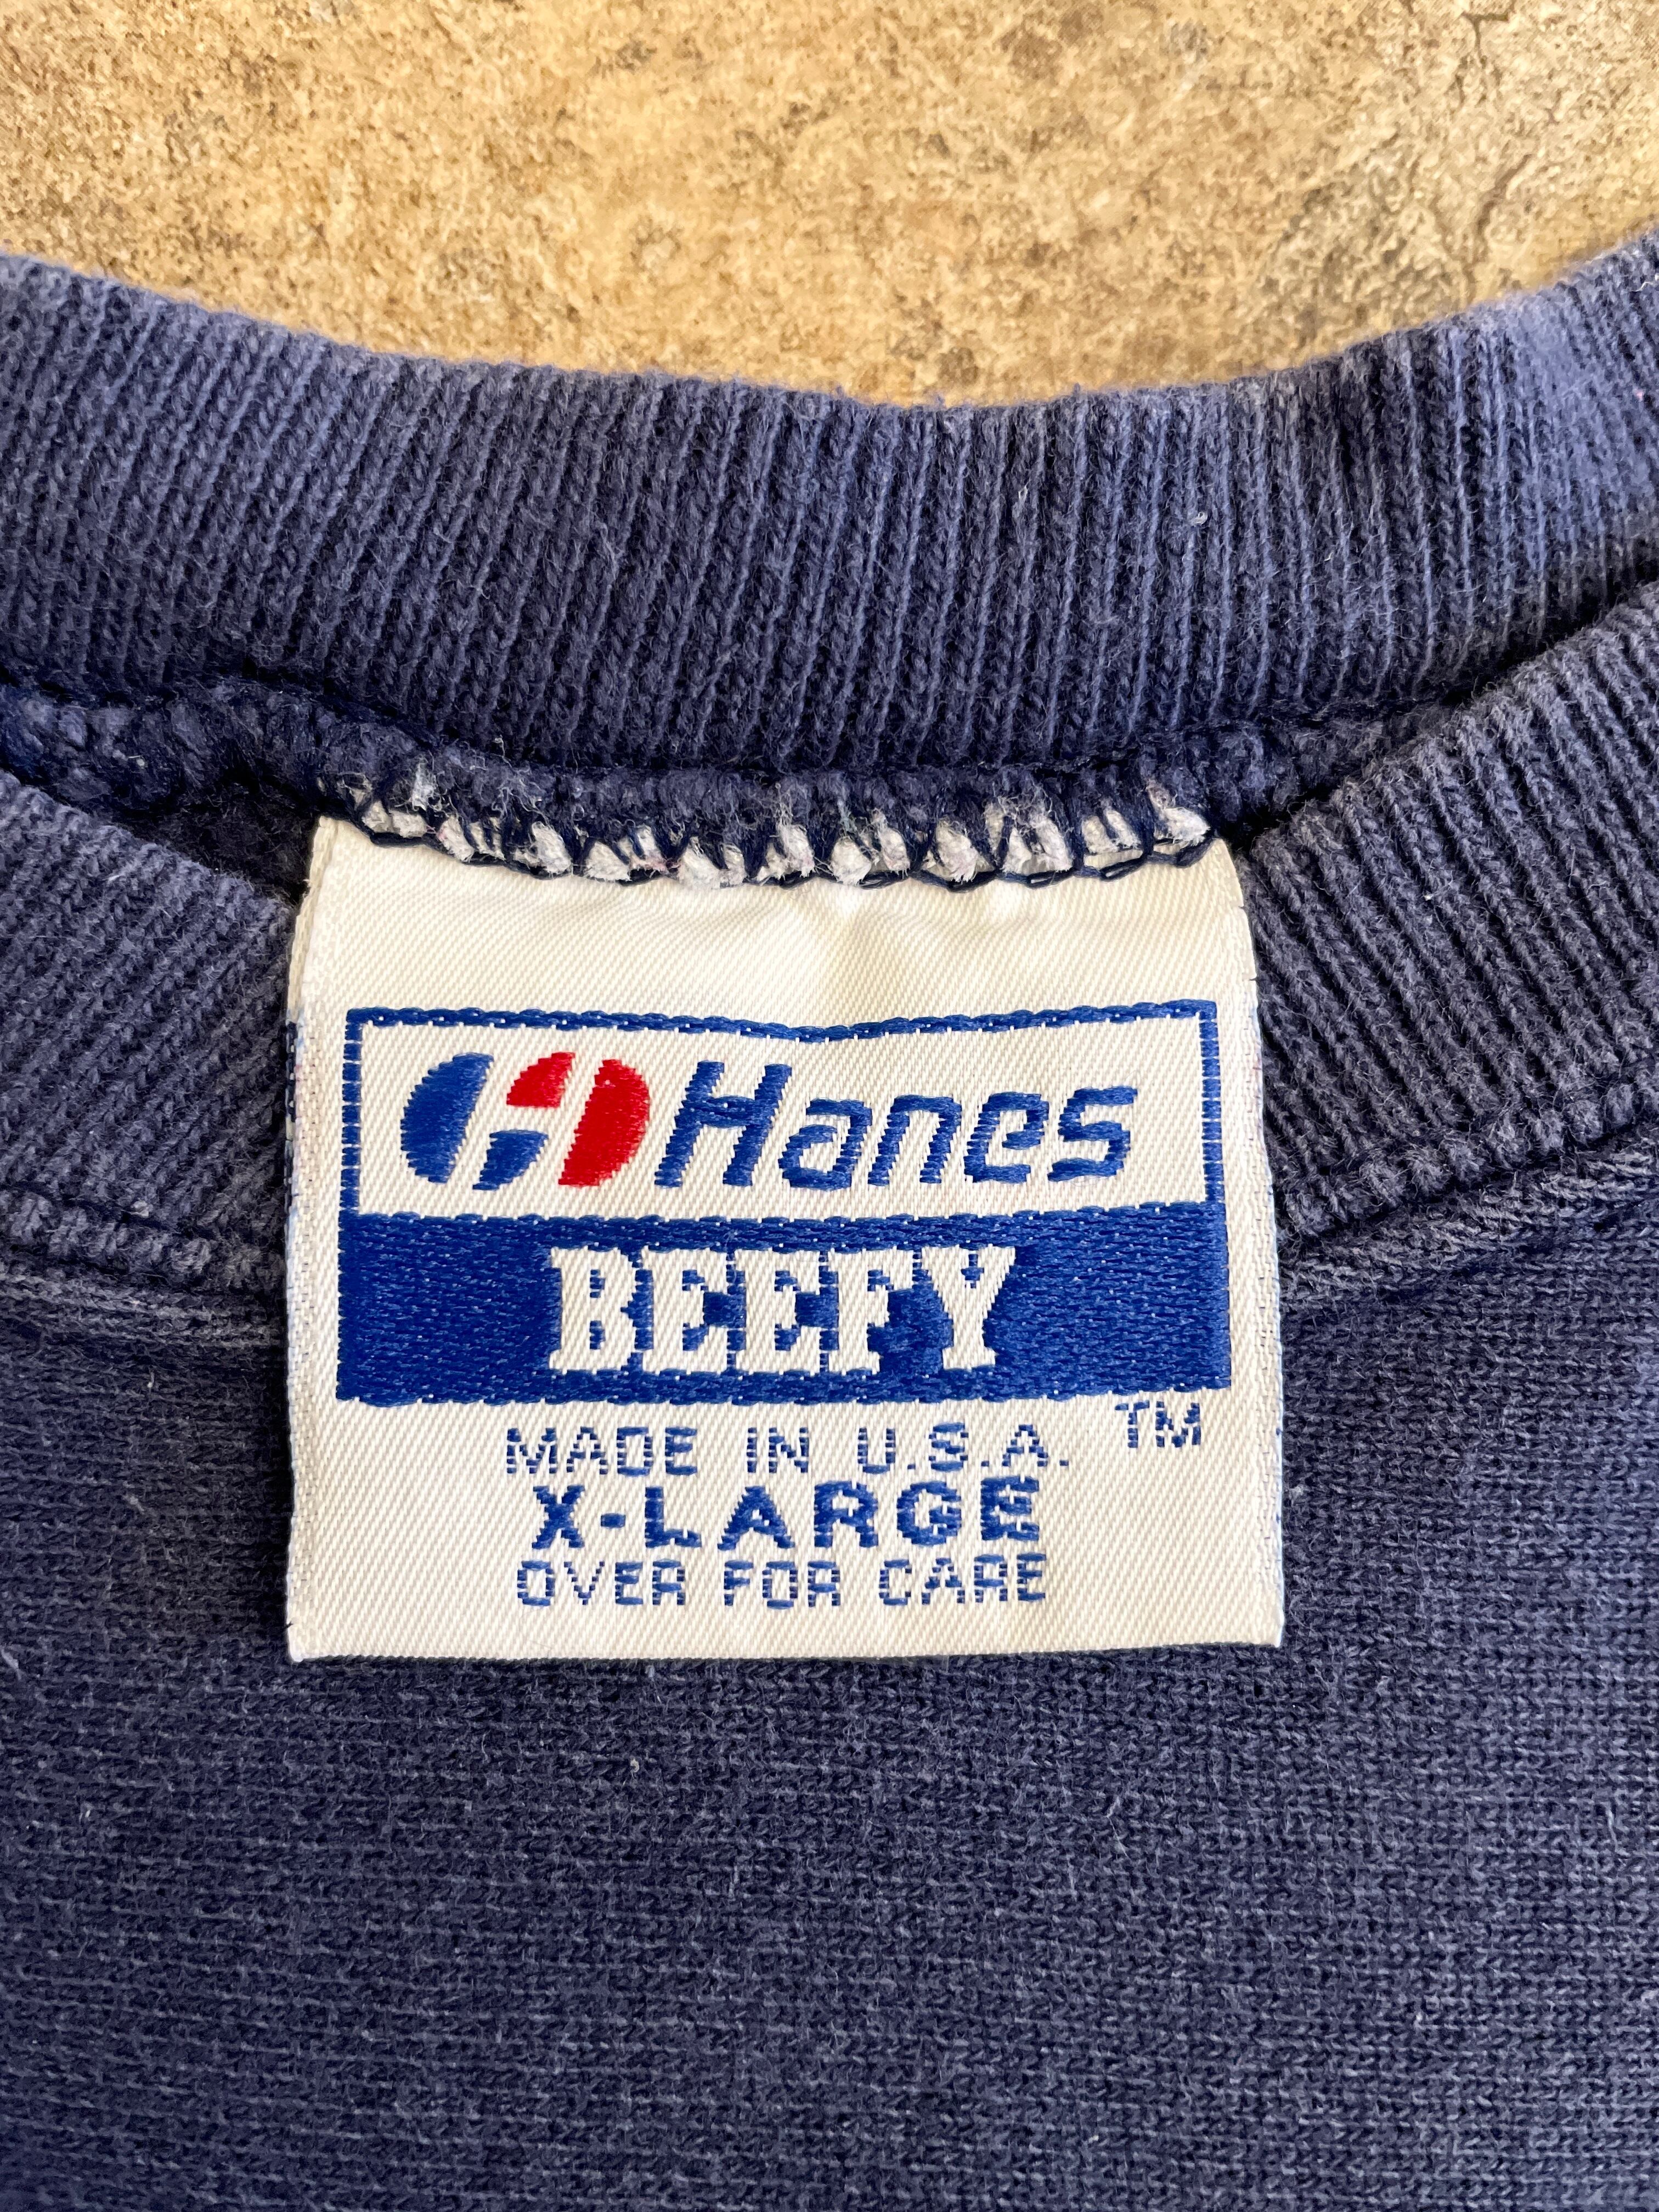 Hanes
BEEFY
TM
MADE IN U.S.A.
X-LARGE
OVER FOR CARE